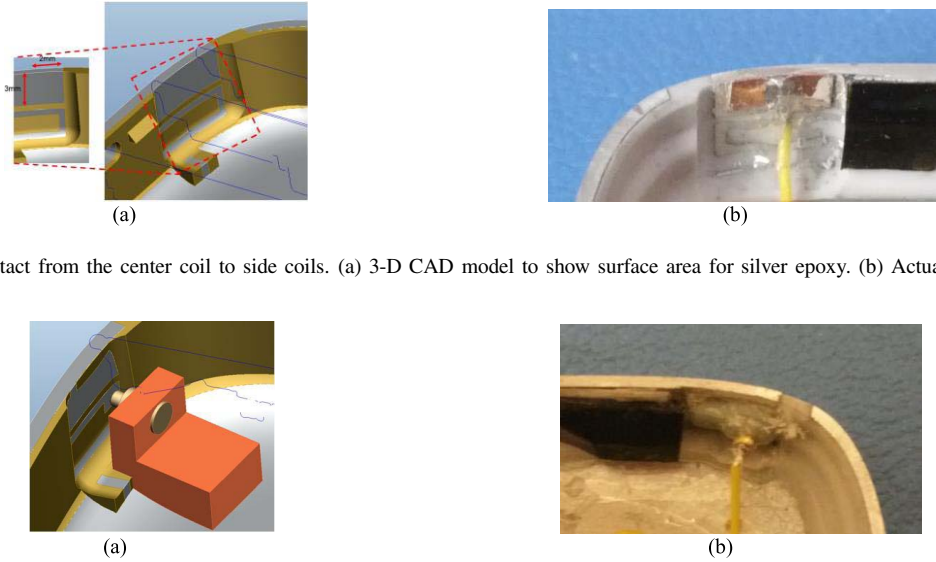 2mm
3mm
(a)
(b)
tact from the center coil to side coils. (a) 3-D CAD model to show surface area for silver epoxy. (b) Actua
(a)
(b)